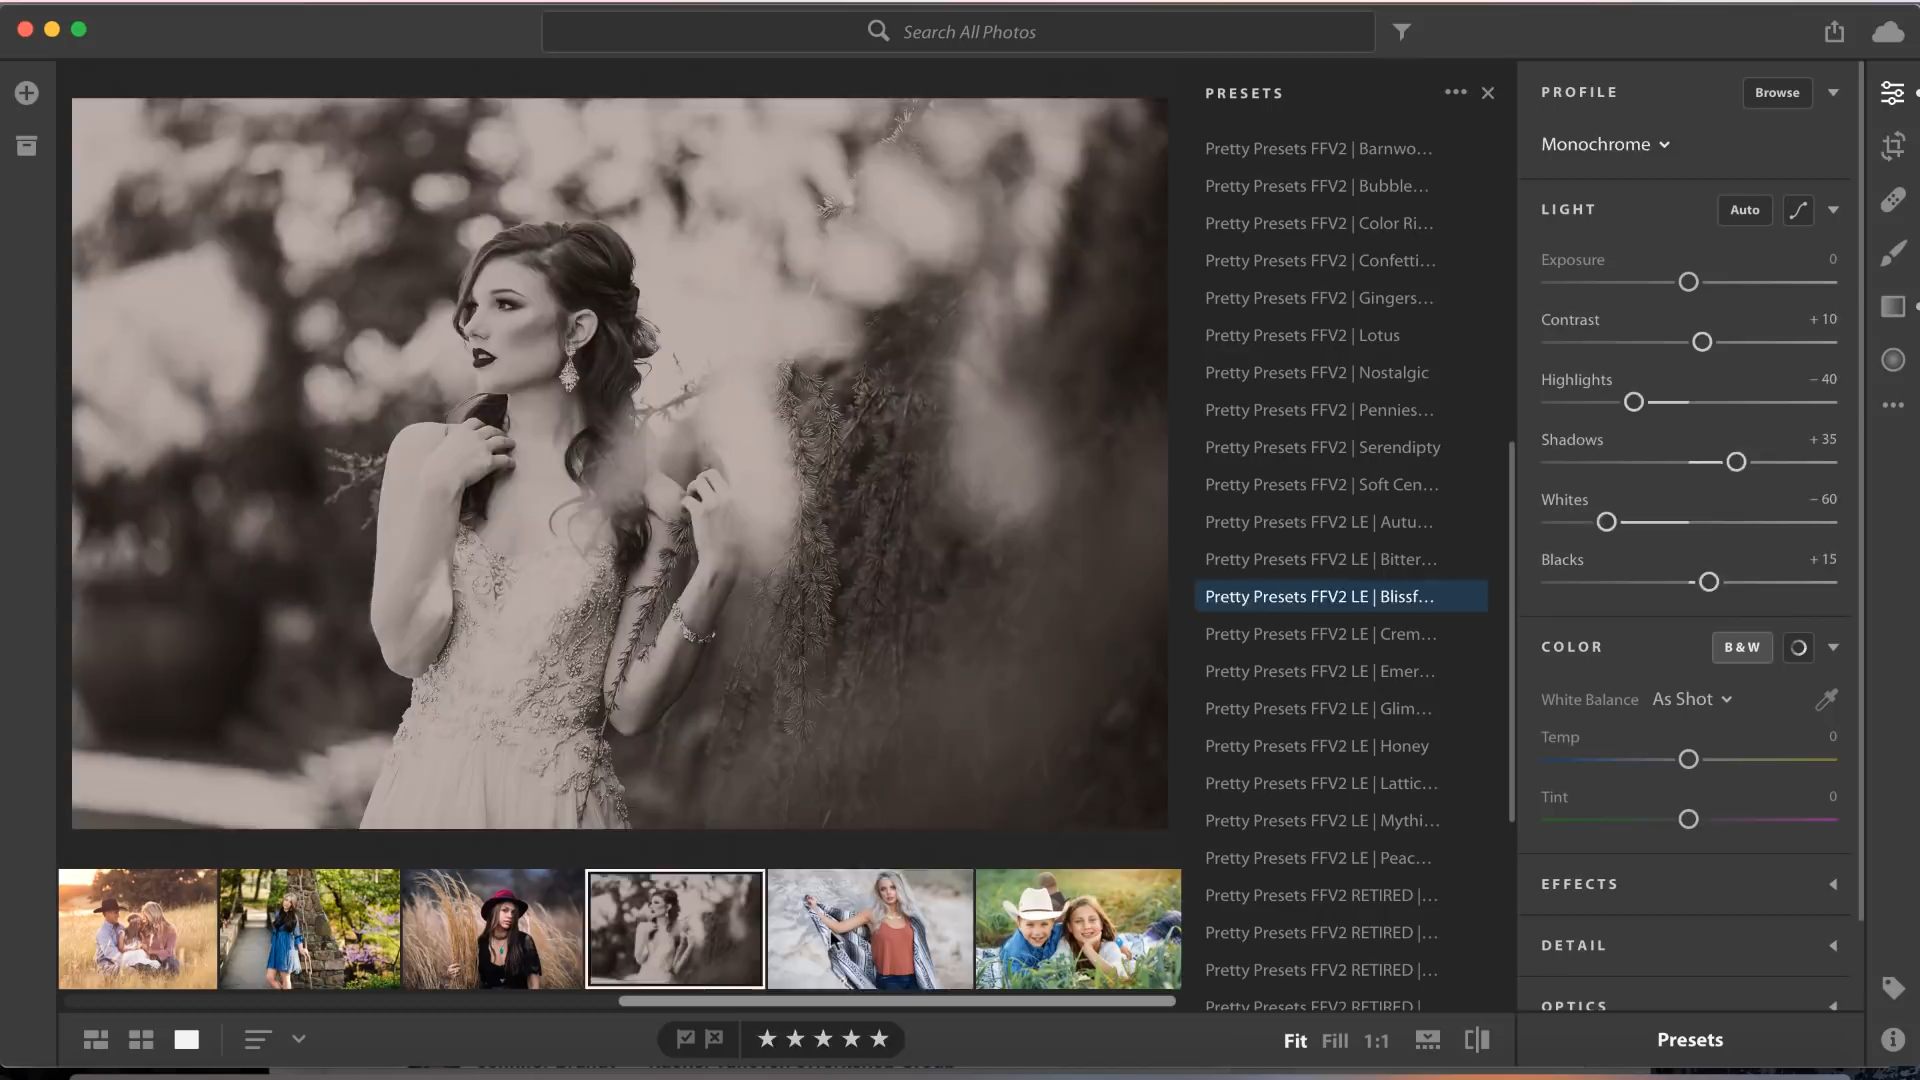 Search All Photos
PRESETS
Pretty Presets FFV2 | Barnwo...
Pretty Presets FFV2 | Bubble...
Pretty Presets FFV2 | Color Ri...
Pretty Presets FFV2 | Confetti...
Pretty Presets FFV2 | Gingers...
Pretty Presets FFV2 | Lotus
Pretty Presets FFV2 | Nostalgic
Pretty Presets FFV2 | Pennies...
Pretty Presets FFV2 | Serendipty
Pretty Presets FFV2 | Soft Cen...
Pretty Presets FFV2 LE | Autu...
Pretty Presets FFV2 LE | Bitter...
Pretty Presets FFV2 LE | Blissf...
Pretty Presets FFV2 LE | Crem...
Pretty Presets FFV2 LE | Emer...
Pretty Presets FFV2 LE | Glim...
Pretty Presets FFV2 LE | Honey
Pretty Presets FFV2 LE | Lattic...
Pretty Presets FFV2 LE | Mythi...
Pretty Presets FFV2 LE | Peac...
Pretty Presets FFV2 RETIRED |...
Pretty Presets FFV2 RETIRED |...
Pretty Presets FFV2 RETIRED |...
Pretty Presets FFV2 RETIRED |
PROFILE Browse
Monochrome
LIGHT Auto
Exposure 0
Contrast + 10
Highlights – 40
Shadows + 35
Whites – 60
Blacks + 15
COLOR B&W
White Balance As Shot
Temp 0
Tint 0
EFFECTS
DETAIL
OPTICS
Fit Fill 1:1
Presets